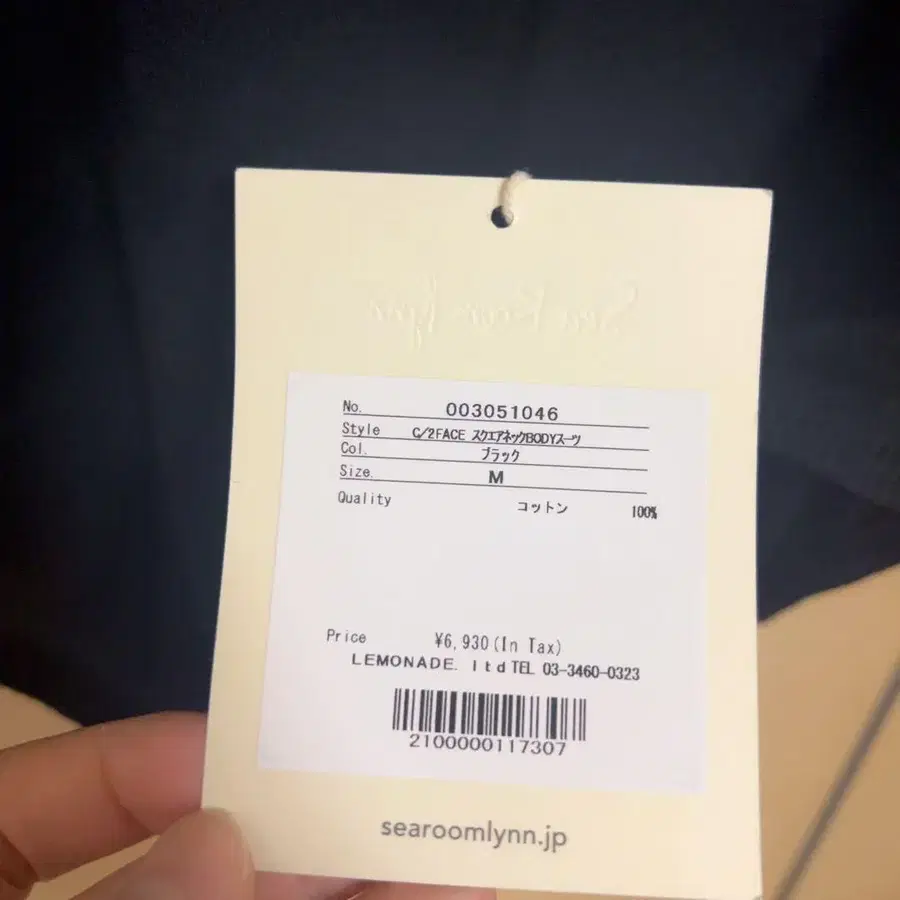 No. 003051046
Style C/2FACE スクエアネックBODYスーツ
Col. ブラック
Size. M
Quality コットン 100%
Price ¥6,930(In Tax)
LEMONADE. ltd TEL 03-3460-0323
2100000117307
searoomlynn.jp